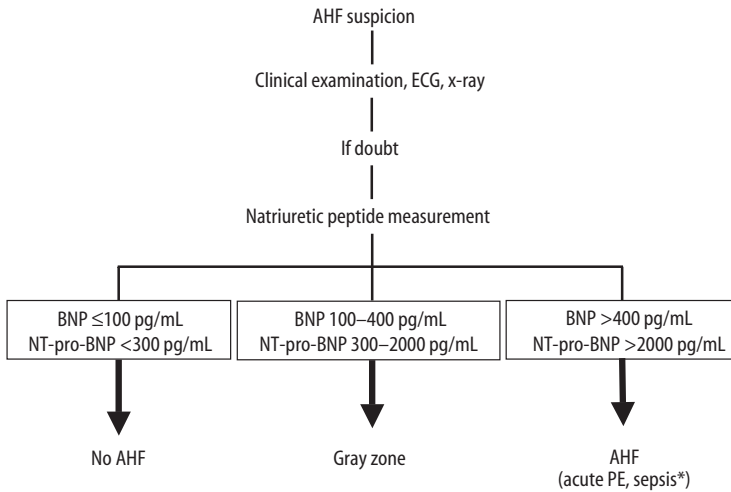 AHF suspicion
Clinical examination, ECG, x-ray
If doubt
Natriuretic peptide measurement
BNP ≤100 pg/mL
NT-pro-BNP <300 pg/mL
BNP 100–400 pg/mL
NT-pro-BNP 300–2000 pg/mL
BNP >400 pg/mL
NT-pro-BNP >2000 pg/mL
No AHF
Gray zone
AHF
(acute PE, sepsis*)